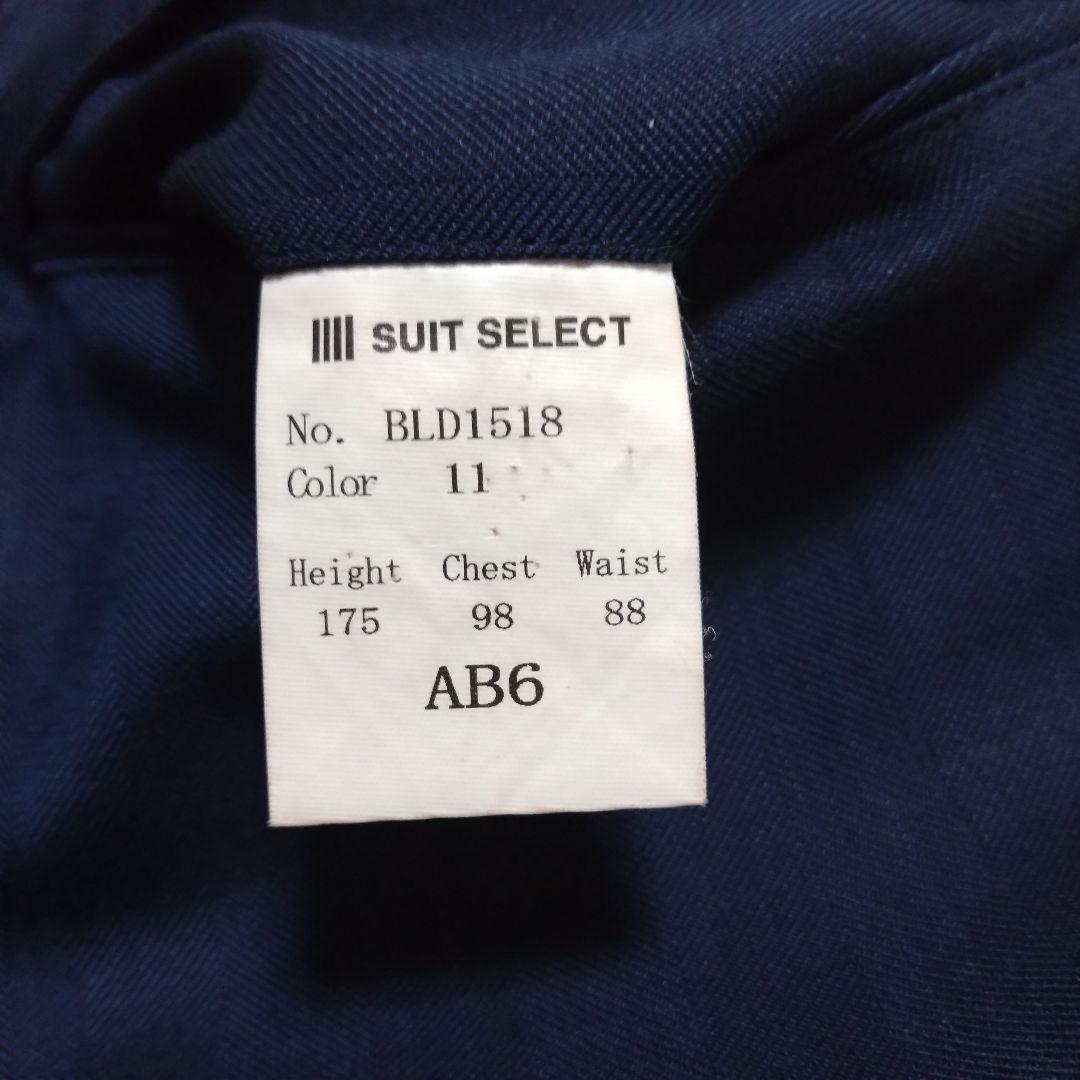 SUIT SELECT
No. BLD1518
Color 11
Height Chest Waist
175 98 88
AB6